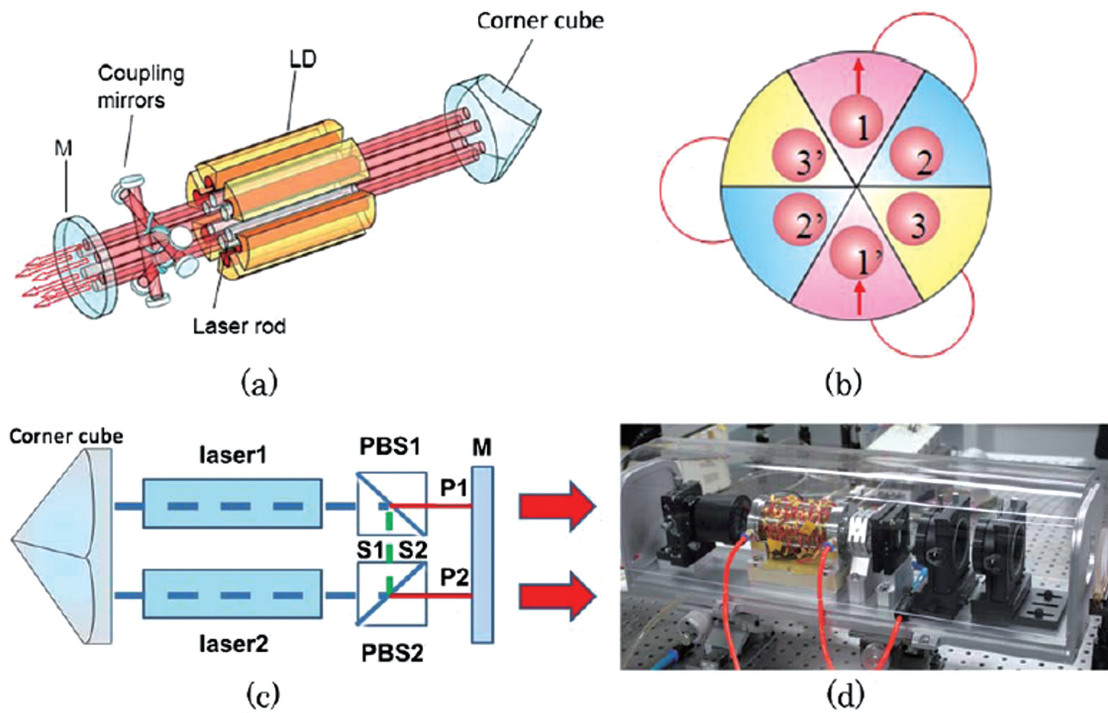 Corner cube
LD
Coupling
mirrors
M
Laser rod
(a)
1
2
3
1'
2'
3'
(b)
Corner cube
laser1
PBS1
M
P1
S1 S2
P2
laser2
PBS2
(c)
(d)